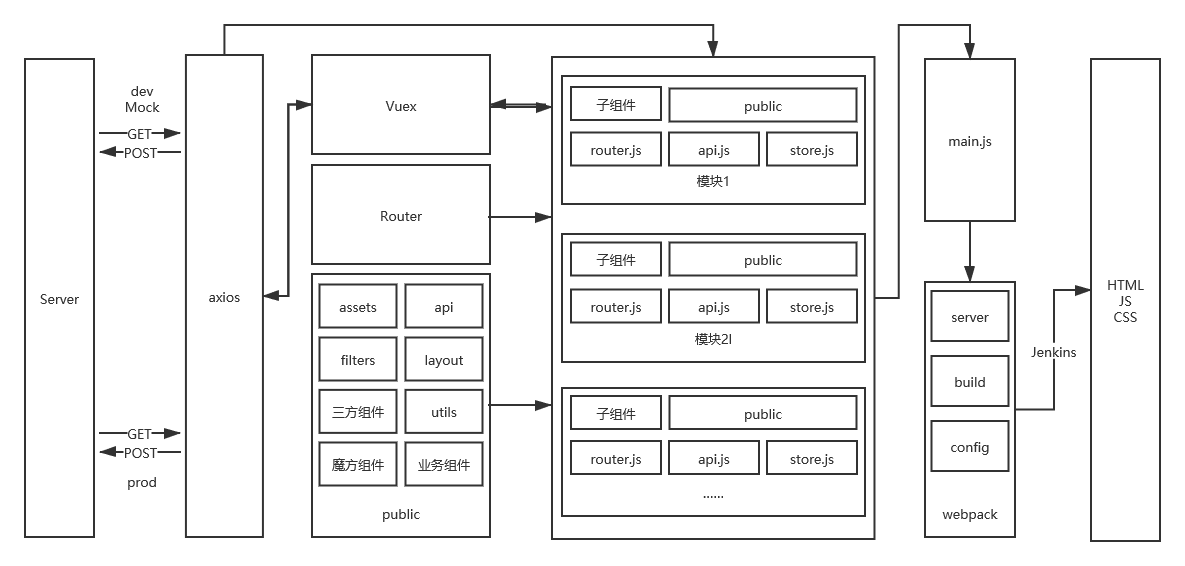 Server
dev
Mock
GET
POST
GET
POST
prod
axios
Vuex
Router
assets
api
filters
layout
三方组件
utils
魔方组件
业务组件
public
子组件
public
router.js
api.js
store.js
模块1
子组件
public
router.js
api.js
store.js
模块2l
子组件
public
router.js
api.js
store.js
......
main.js
server
build
config
webpack
Jenkins
HTML
JS
CSS